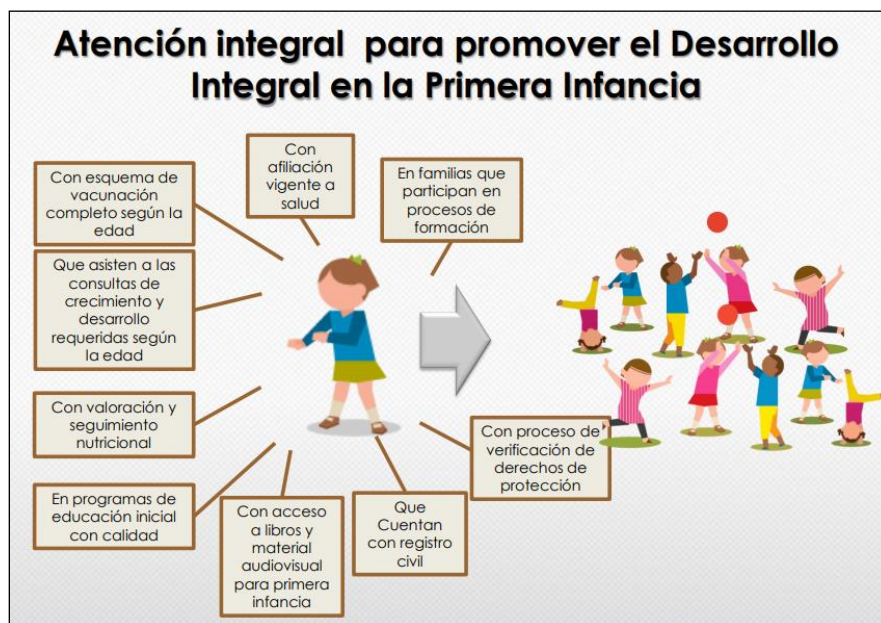 Atención integral para promover el Desarrollo
Integral en la Primera Infancia
Con
afiliación
vigente a
salud
Con esquema de
vacunación
completo según la
edad
En familias que
participan en
procesos de
formación
Que asisten a las
consultas de
crecimiento y
desarrollo
requeridas según
la edad
Con valoración y
seguimiento
nutricional
Con proceso de
verificación de
derechos de
protección
En programas de
educación inicial
con calidad
Con acceso
a libros y
material
audiovisual
para primera
infancia
Que
Cuentan
con registro
civil